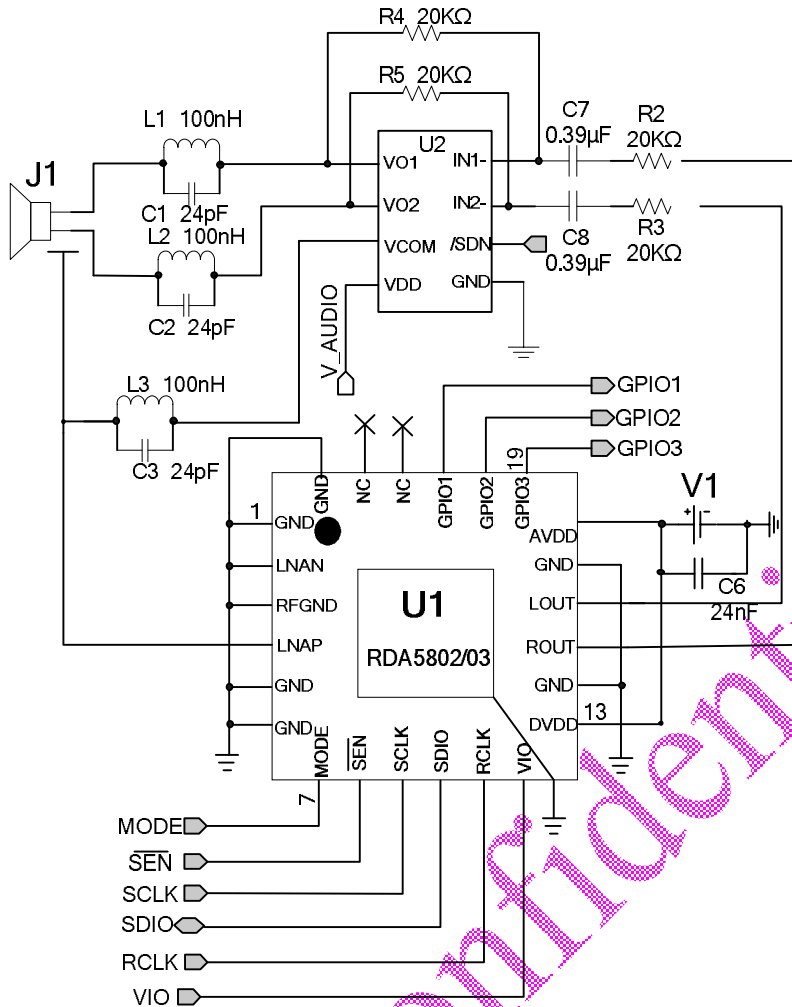 R4 20KΩ
R5 20KΩ
L1 100nH
C1 24pF
J1
L2 100nH
C2 24pF
L3 100nH
C3 24pF
U2
VO1
VO2
VCOM
VDD
IN1-
IN2-
/SDN
GND
C7
0.39µF
R2
20KΩ
C8
0.39µF
R3
20KΩ
V_AUDIO
GPIO1
GPIO2
GPIO3
19
GND
NC
NC
GPIO1
GPIO2
GPIO3
1
GND
LNAN
RFGND
LNAP
GND
GND
U1
RDA5802/03
AVDD
GND
LOUT
ROUT
GND
DVDD
13
V1
+ -
C6
24nF
MODE
SEN
SCLK
SDIO
RCLK
VIO
7
MODE
SEN
SCLK
SDIO
RCLK
VIO
onfidenti